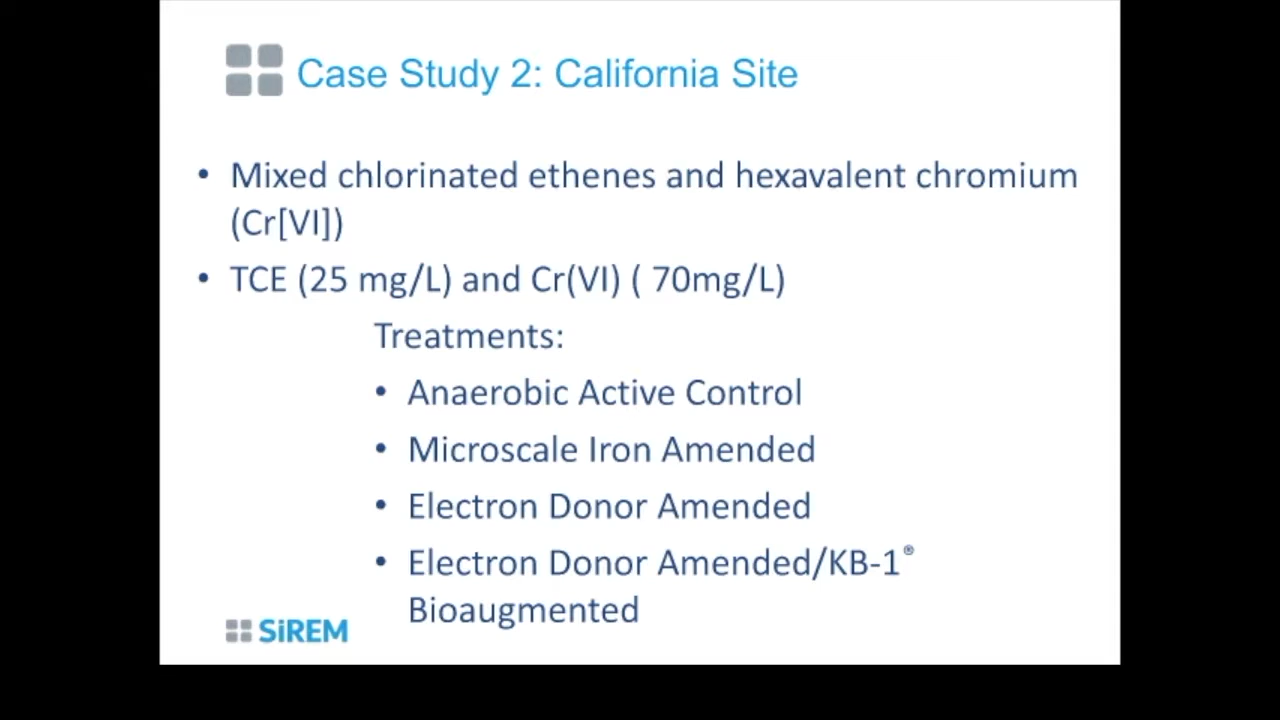 Case Study 2: California Site
• Mixed chlorinated ethenes and hexavalent chromium
(Cr[VI])
• TCE (25 mg/L) and Cr(VI) ( 70mg/L)
Treatments:
• Anaerobic Active Control
• Microscale Iron Amended
• Electron Donor Amended
• Electron Donor Amended/KB-1®
Bioaugmented
SiREM